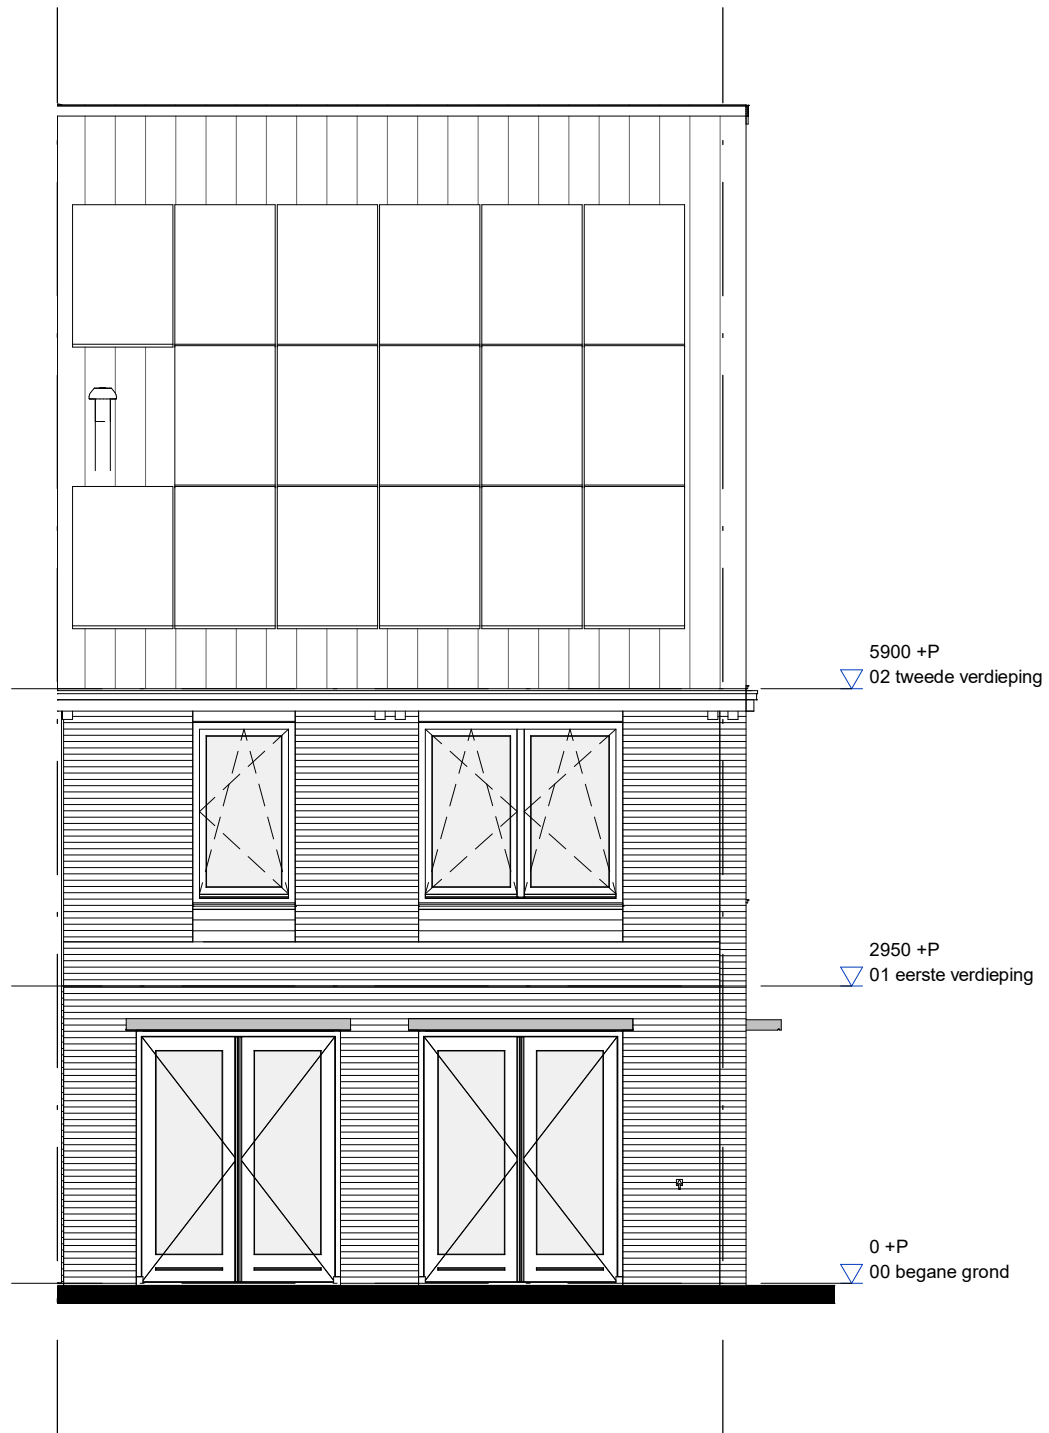 5900 +P
02 tweede verdieping
2950 +P
01 eerste verdieping
0 +P
00 begane grond